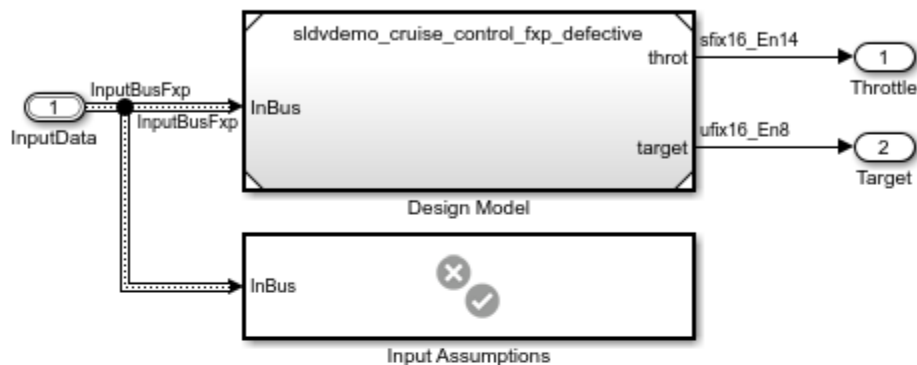 sldvdemo_cruise_control_fxp_defective
throt
sfix16_En14
1
Throttle
InputBusFxp
1
InBus
InputBusFxp
InputData
ufix16_En8
target
2
Target
Design Model
InBus
Input Assumptions